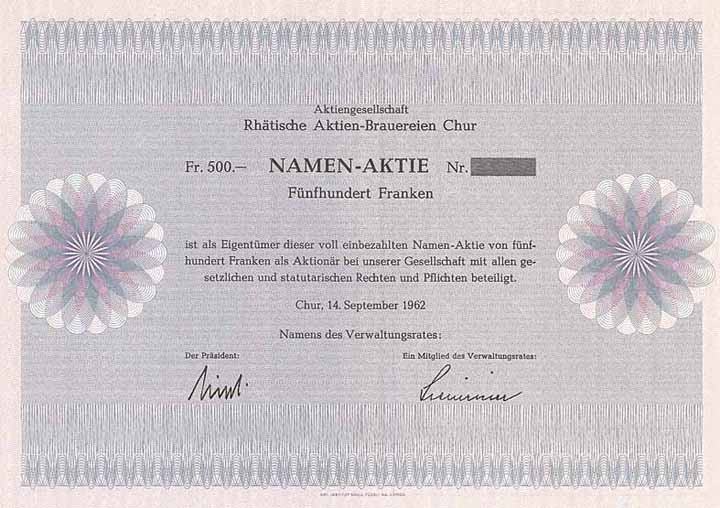 Aktiengesellschaft
Rhätische Aktien-Brauereien Chur
Fr. 500.— NAMEN-AKTIE Nr.
Fünfhundert Franken
ist als Eigentümer dieser voll einbezahlten Namen-Aktie von fünf-
hundert Franken als Aktionär bei unserer Gesellschaft mit allen ge-
setzlichen und statutarischen Rechten und Pflichten beteiligt.
Chur, 14. September 1962
Namens des Verwaltungsrates:
Der Präsident: Ein Mitglied des Verwaltungsrates: